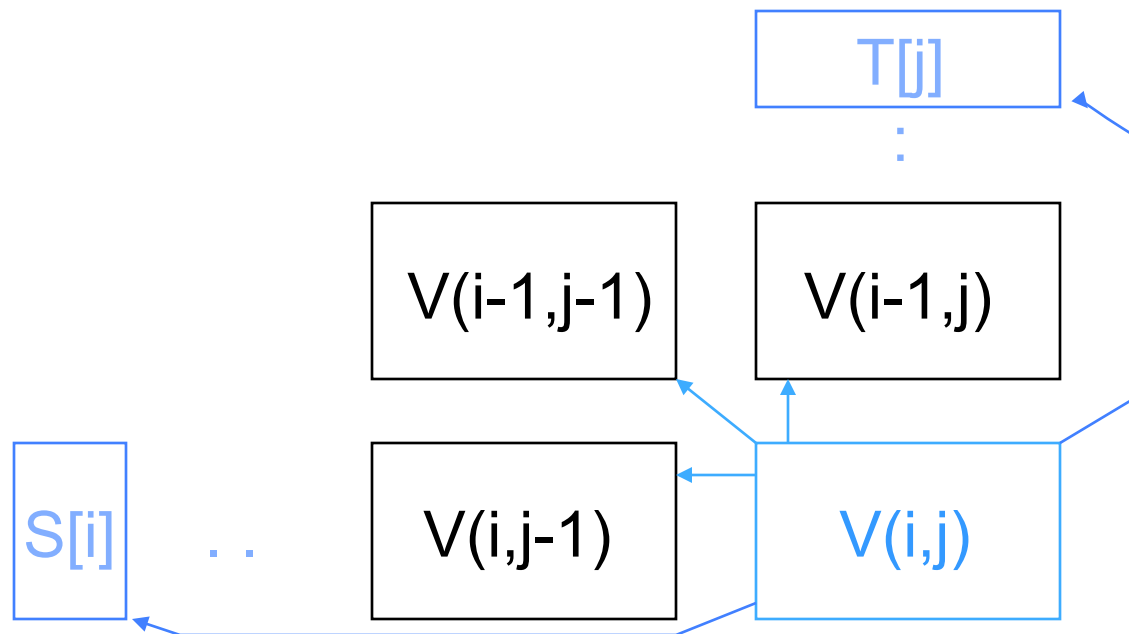 T[j]
:
V(i-1,j-1) V(i-1,j)
S[i] . . V(i,j-1) V(i,j)